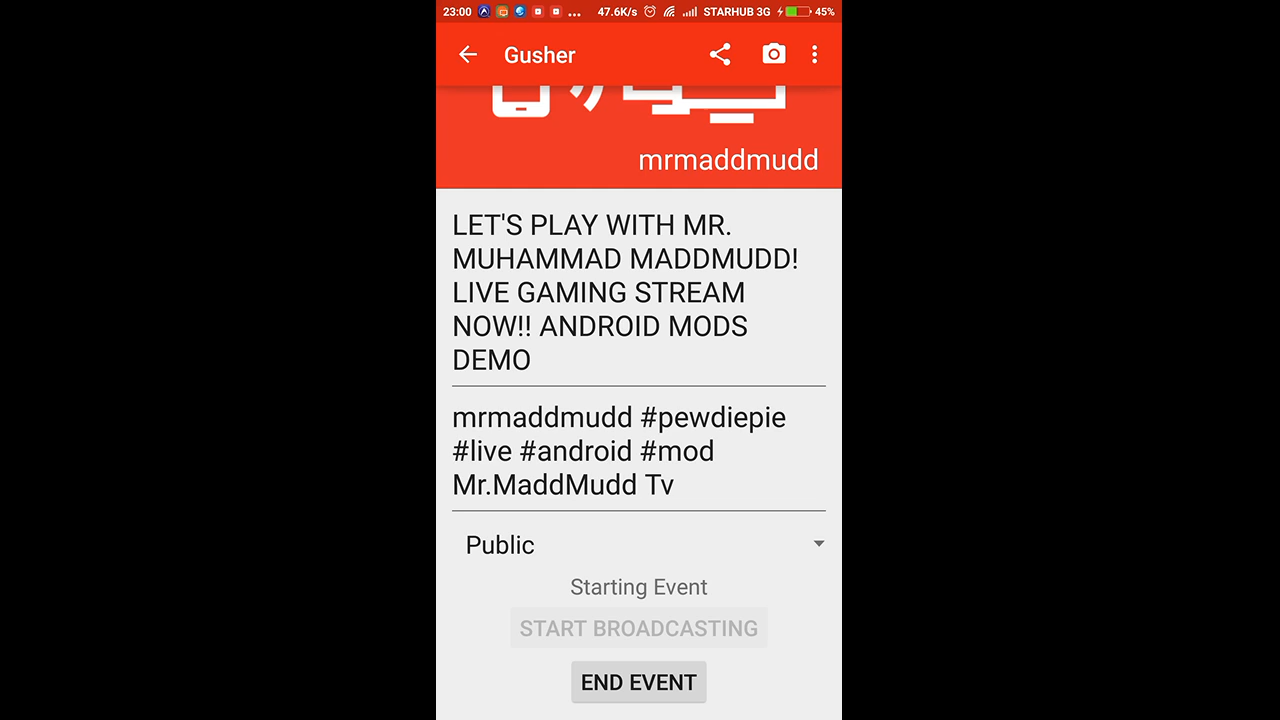 23:00 ... 47.6K/s STARHUB 3G 45%
Gusher
mrmaddmudd
LET'S PLAY WITH MR.
MUHAMMAD MADDMUDD!
LIVE GAMING STREAM
NOW!! ANDROID MODS
DEMO
mrmaddmudd #pewdiepie
#live #android #mod
Mr.MaddMudd Tv
Public
Starting Event
START BROADCASTING
END EVENT